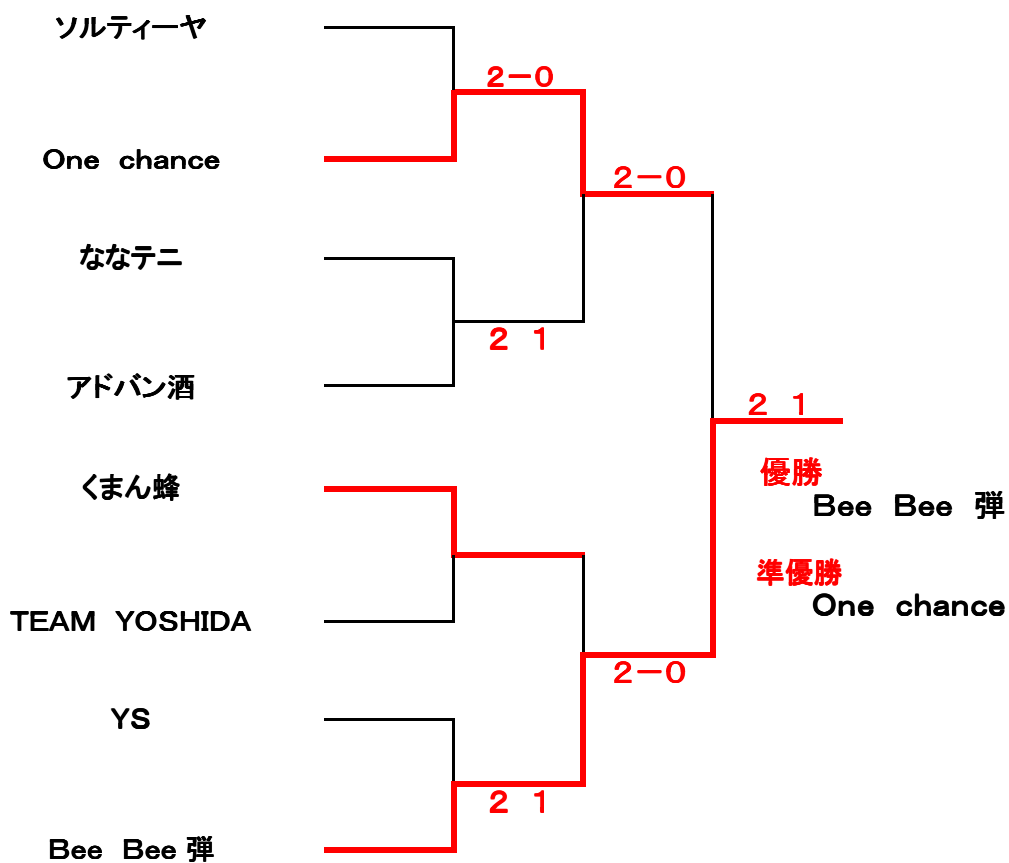 ソルティーヤ
2－0
One　chance
2－0
ななテニ
2　1
アドバン酒
2　1
くまん蜂
優勝
Bee　Bee　弾
準優勝
One　chance
TEAM　YOSHIDA
2－0
YS
2　1
Bee　Bee 弾